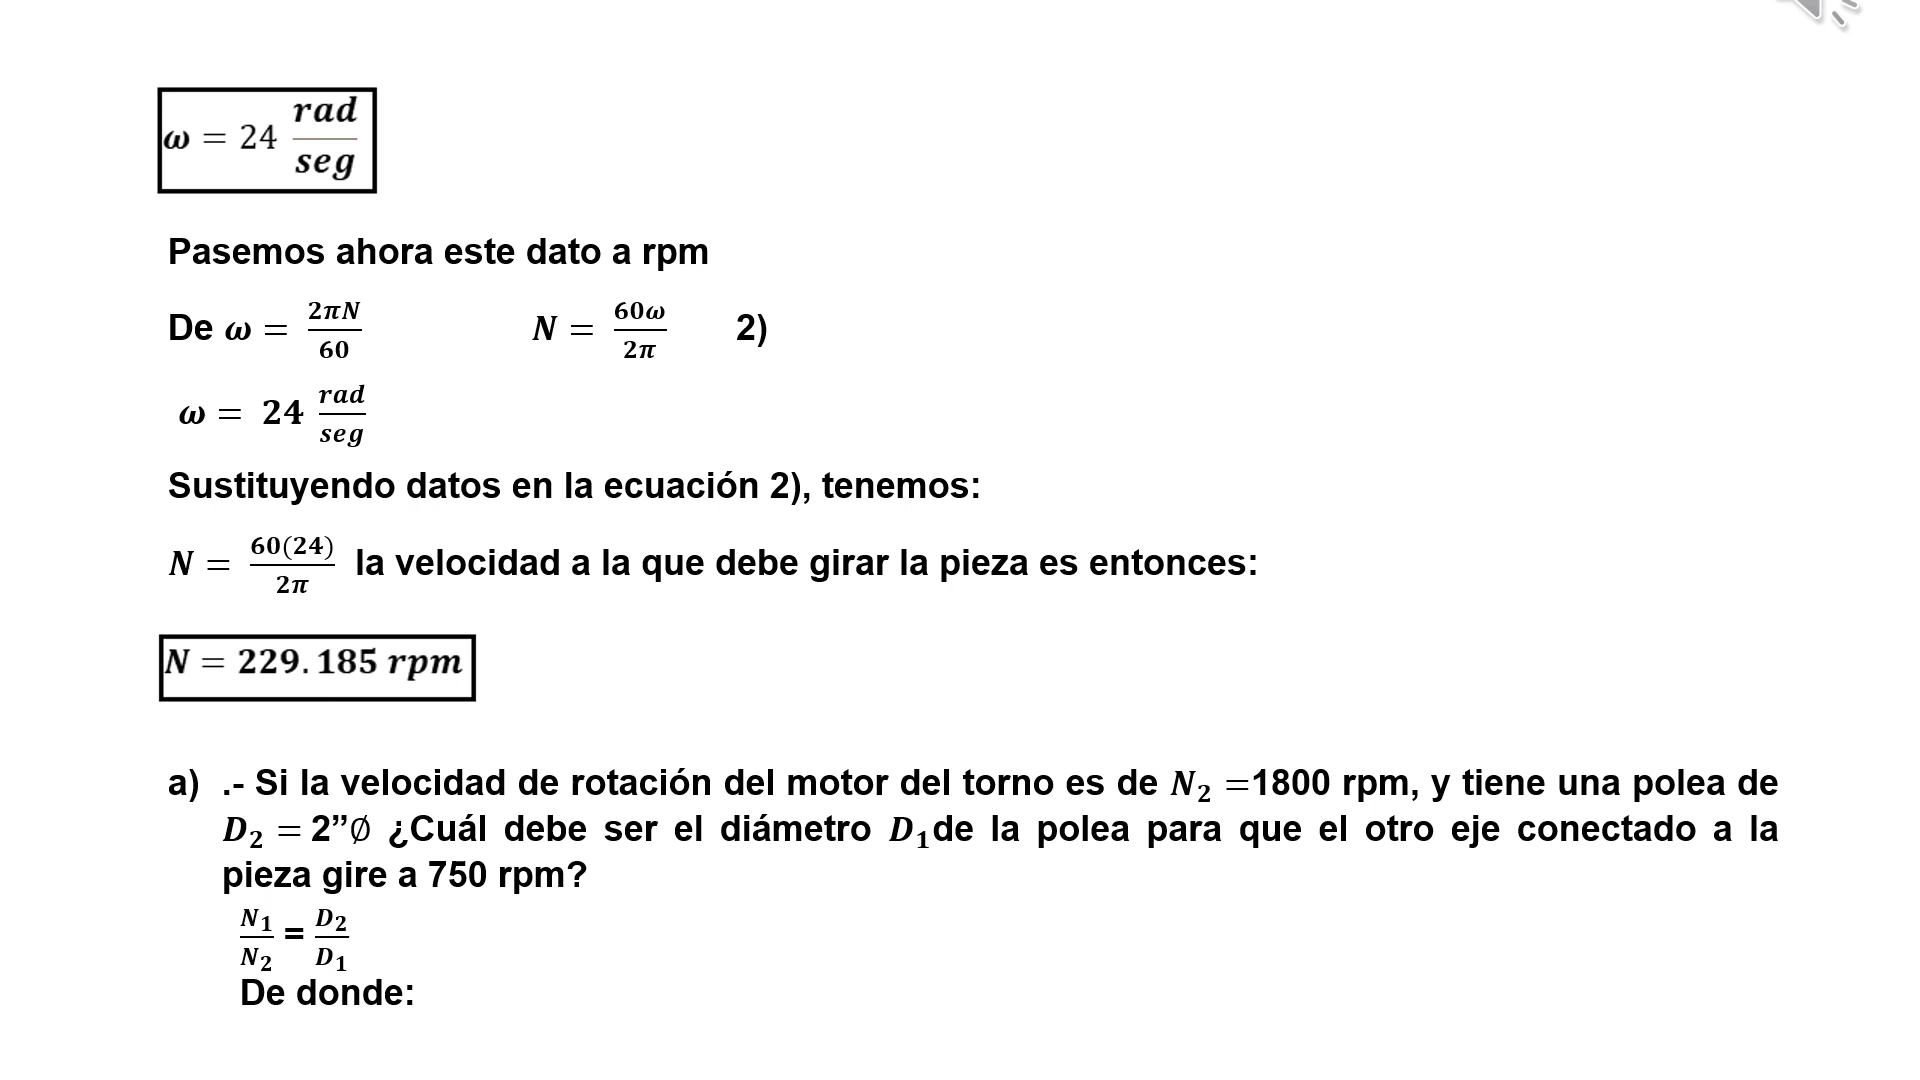 ω = 24 rad/seg
Pasemos ahora este dato a rpm
De ω = 2πN/60 N = 60ω/2π 2)
ω = 24 rad/seg
Sustituyendo datos en la ecuación 2), tenemos:
N = 60(24)/2π la velocidad a la que debe girar la pieza es entonces:
N = 229.185 rpm
a) .- Si la velocidad de rotación del motor del torno es de N₂ =1800 rpm, y tiene una polea de
D₂ = 2”∅ ¿Cuál debe ser el diámetro D₁de la polea para que el otro eje conectado a la
pieza gire a 750 rpm?
N₁/N₂ = D₂/D₁
De donde: